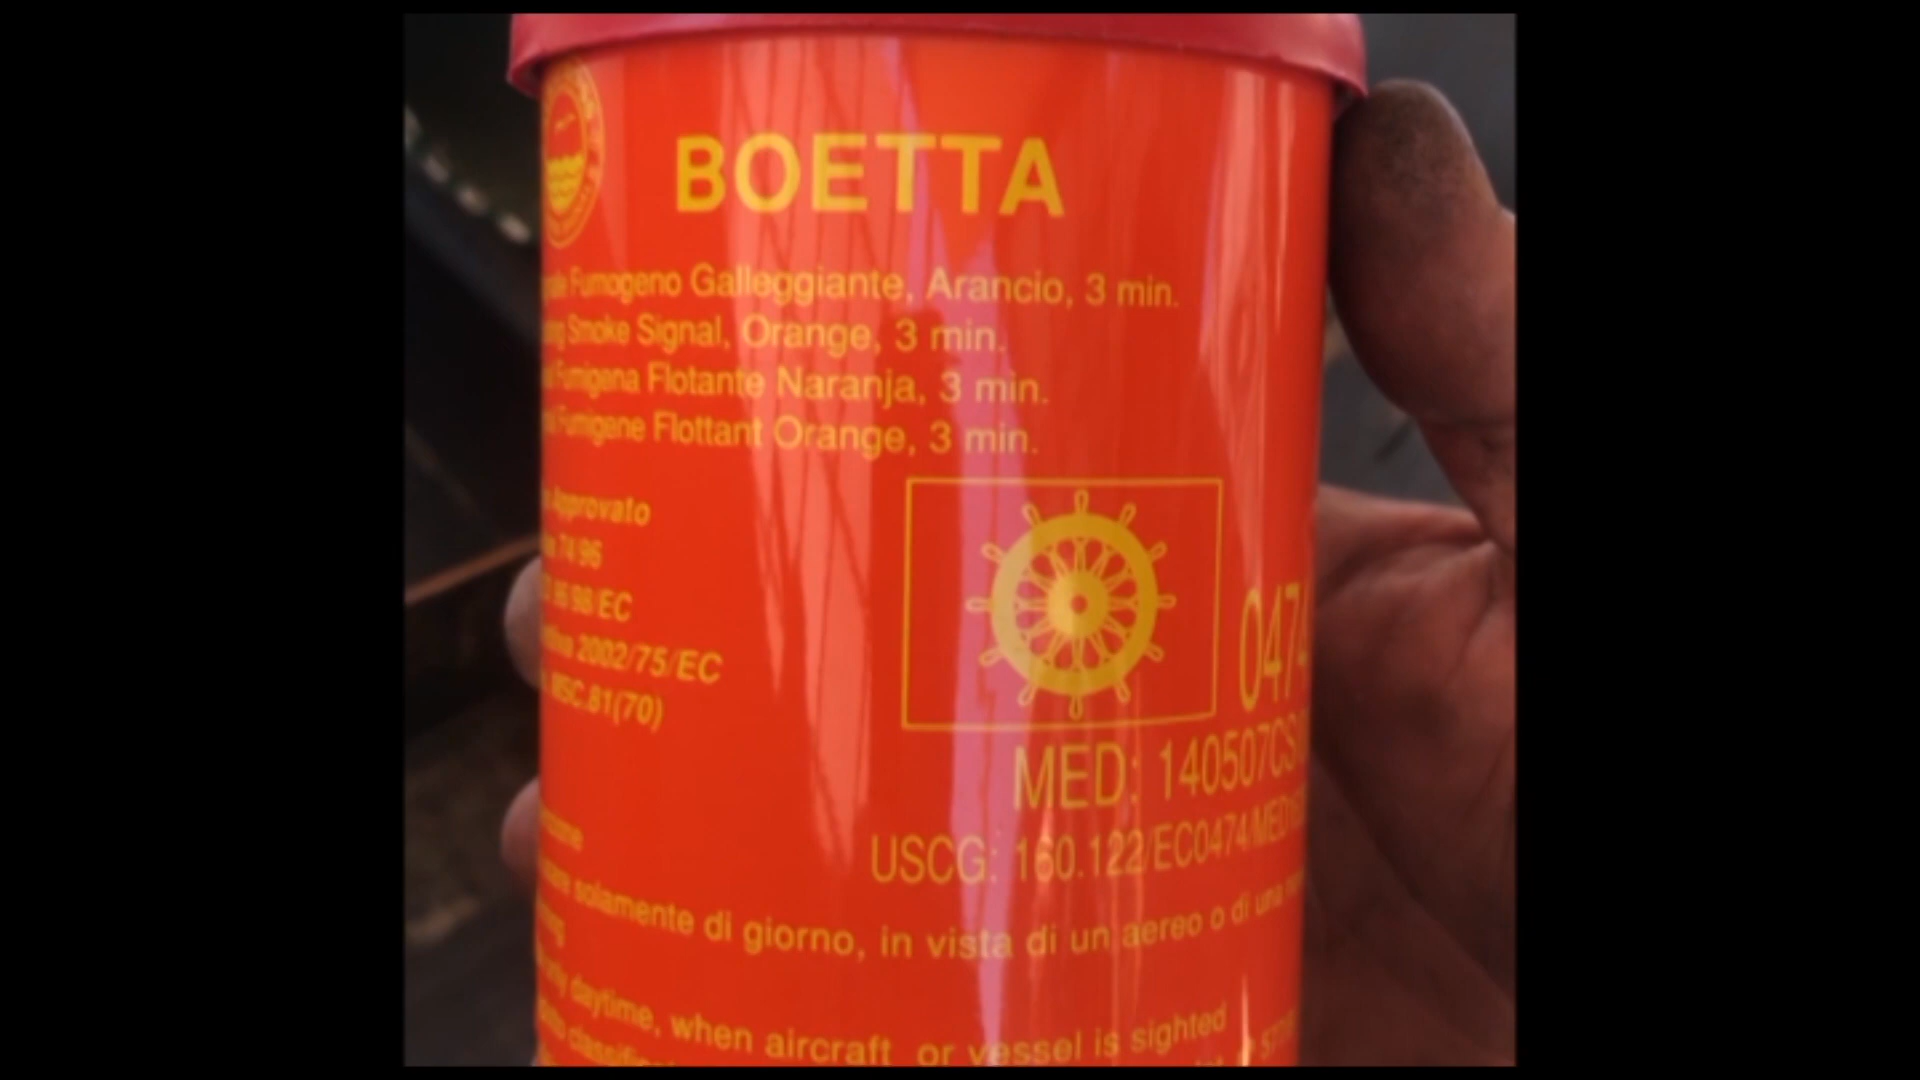 BOETTA
Fumogeno Galleggiante, Arancio, 3 min.
Smoke Signal, Orange, 3 min.
Fumigena Flotante Naranja, 3 min.
Fumigene Flottant Orange, 3 min.
Approvato
74/96
98/EC
2002/75/EC
MSC.81(70)
0474
MED: 140507CS
USCG: 160.122/EC0474/MED
solamente di giorno, in vista di un aereo o di una
daytime, when aircraft or vessel is sighted